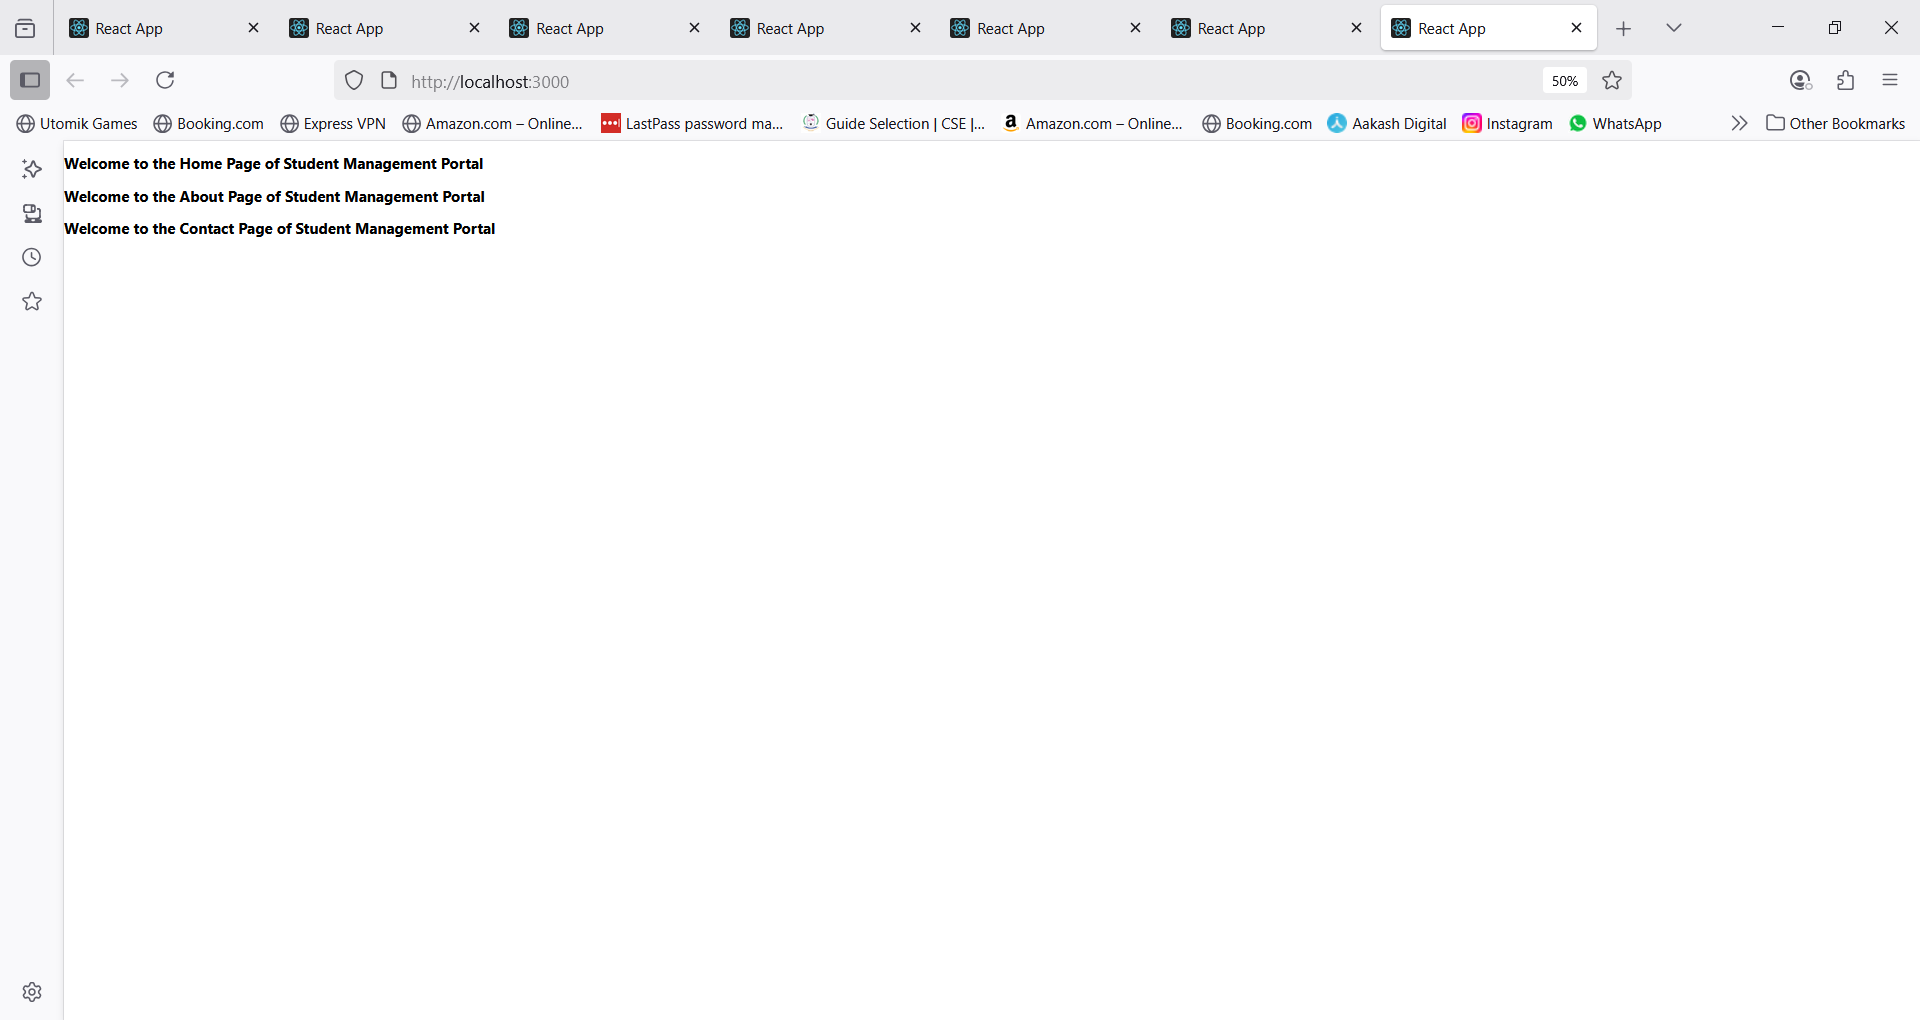 React App React App React App React App React App React App React App
http://localhost:3000 50%
Utomik Games Booking.com Express VPN Amazon.com – Online... LastPass password ma... Guide Selection | CSE |... Amazon.com – Online... Booking.com Aakash Digital Instagram WhatsApp Other Bookmarks
Welcome to the Home Page of Student Management Portal
Welcome to the About Page of Student Management Portal
Welcome to the Contact Page of Student Management Portal